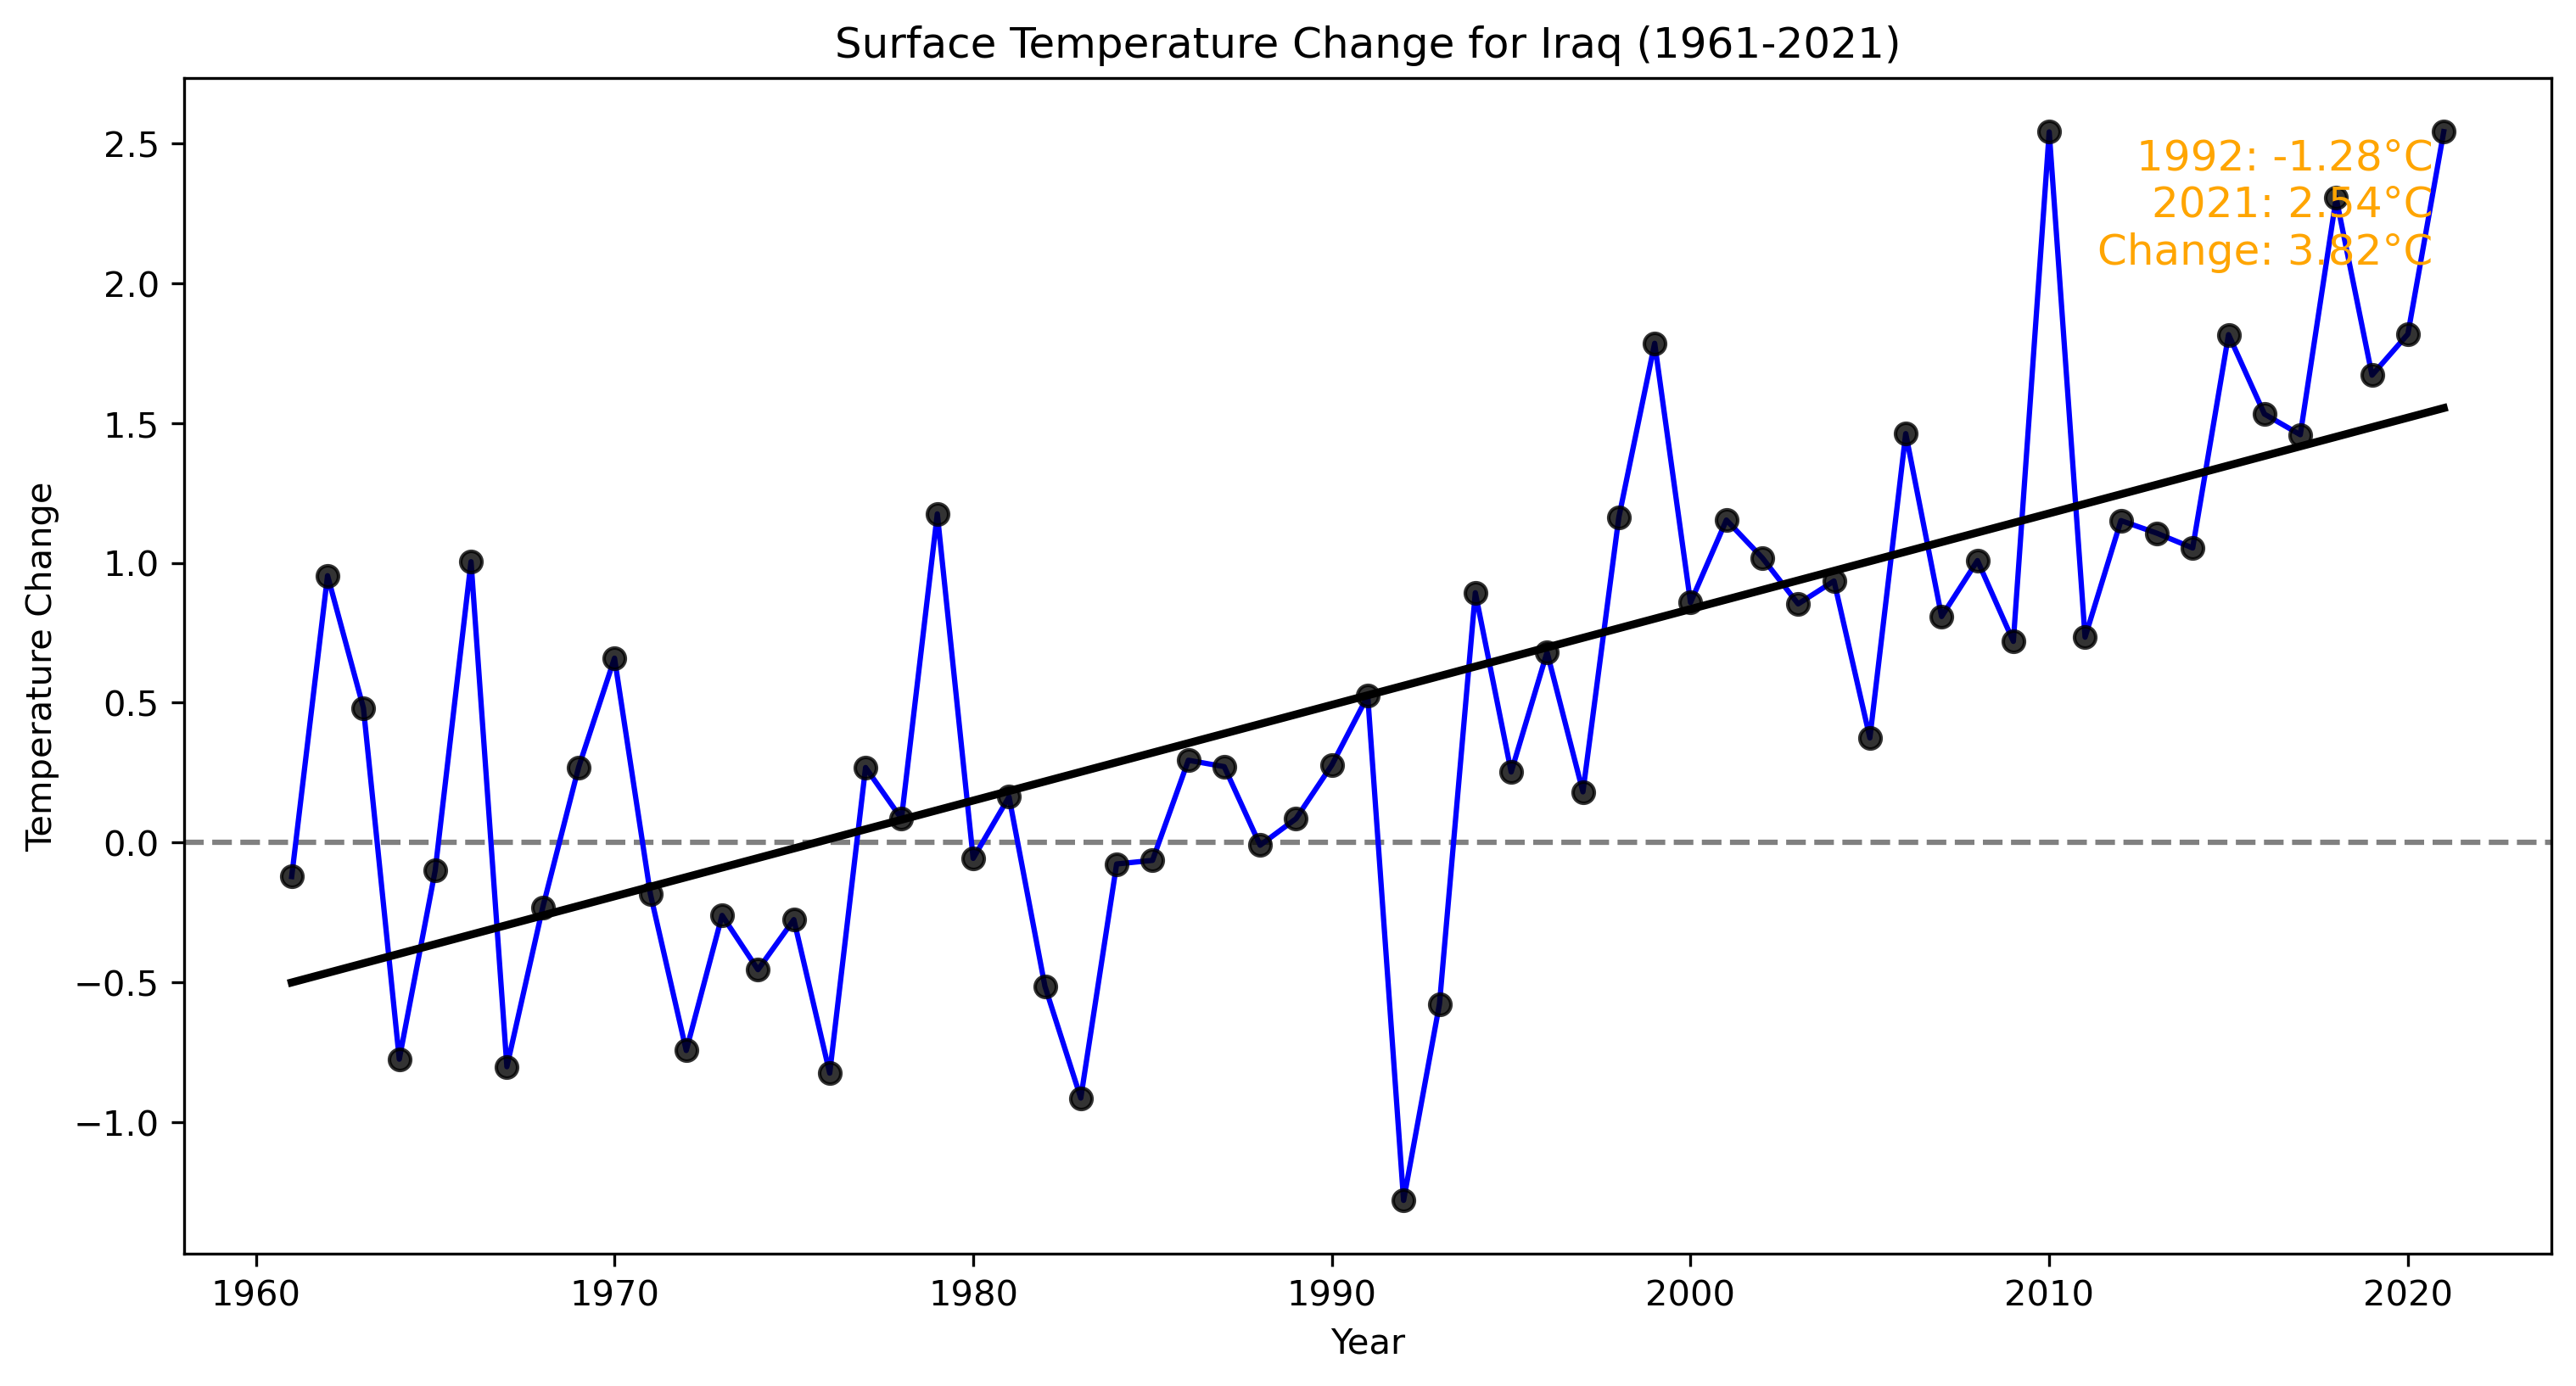 Surface Temperature Change for Iraq (1961-2021)
1992: -1.28°C
2021: 2.54°C
Change: 3.82°C
Temperature Change
2.5
2.0
1.5
1.0
0.5
0.0
−0.5
−1.0
1960 1970 1980 1990 2000 2010 2020
Year